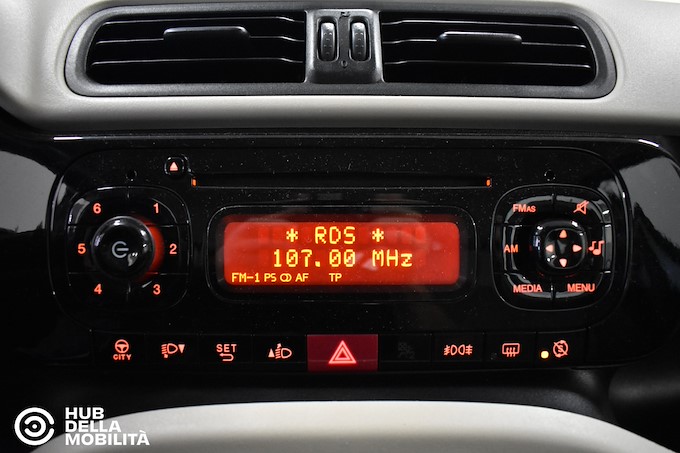 6 1
FMAS
* RDS *
5 2
AM
107.00 MHz
FM-1 PS CD AF TP
4 3
MEDIA MENU
CITY
SET
HUB
DELLA
MOBILITÀ